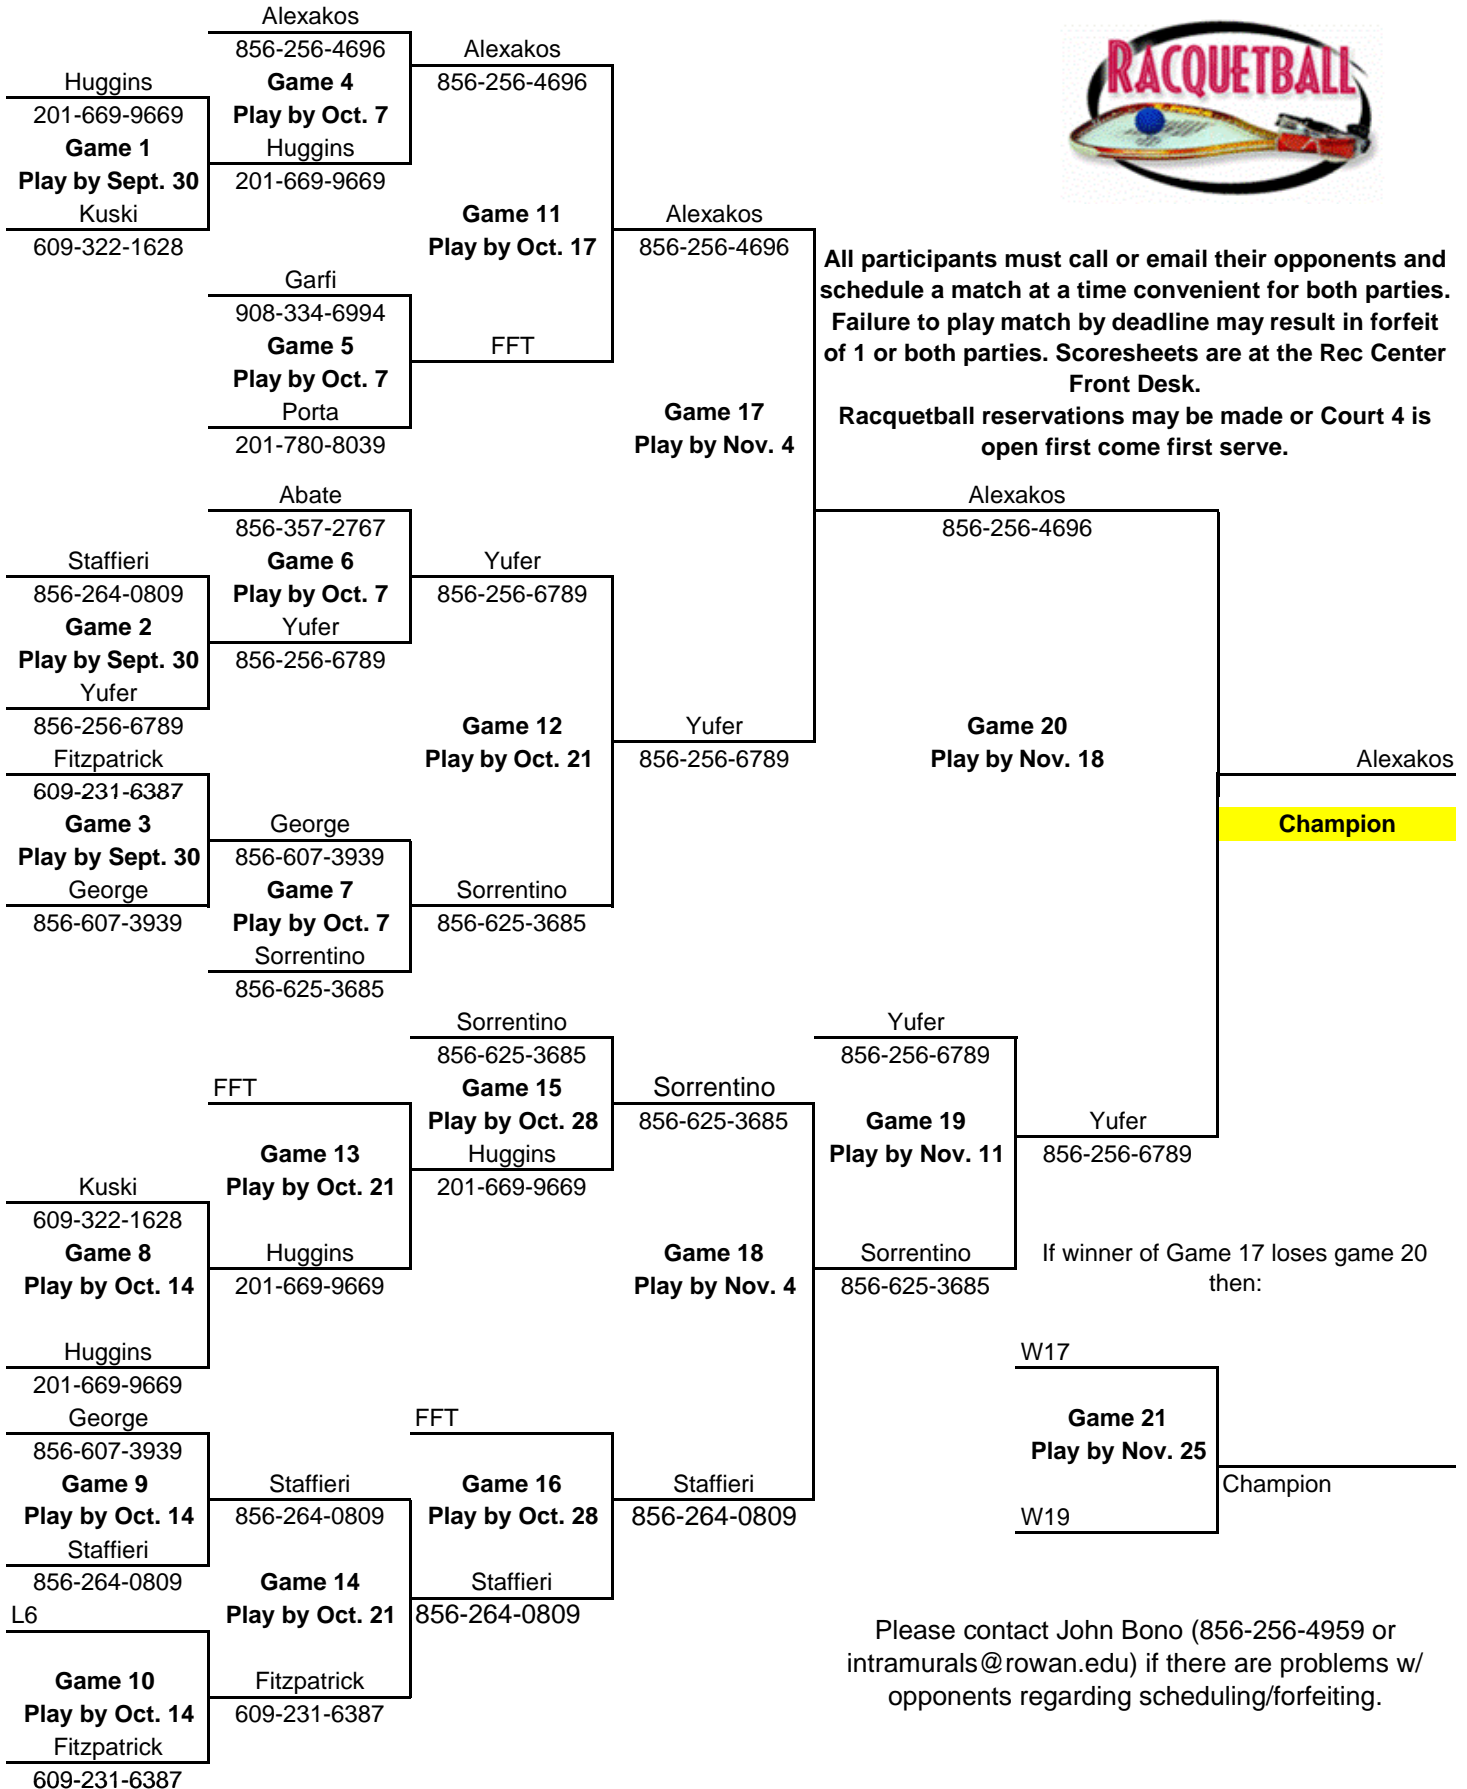 Alexakos
856-256-4696
Game 4
Play by Oct. 7
Huggins
201-669-9669
Huggins
201-669-9669
Game 1
Play by Sept. 30
Kuski
609-322-1628
Alexakos
856-256-4696
Game 11
Play by Oct. 17
FFT
Garfi
908-334-6994
Game 5
Play by Oct. 7
Porta
201-780-8039
Alexakos
856-256-4696
Game 17
Play by Nov. 4
Yufer
856-256-6789
RACQUETBALL
All participants must call or email their opponents and
schedule a match at a time convenient for both parties.
Failure to play match by deadline may result in forfeit
of 1 or both parties. Scoresheets are at the Rec Center
Front Desk.
Racquetball reservations may be made or Court 4 is
open first come first serve.
Abate
856-357-2767
Game 6
Play by Oct. 7
Yufer
856-256-6789
Staffieri
856-264-0809
Game 2
Play by Sept. 30
Yufer
856-256-6789
Fitzpatrick
609-231-6387
Game 3
Play by Sept. 30
George
856-607-3939
George
856-607-3939
Game 7
Play by Oct. 7
Sorrentino
856-625-3685
Yufer
856-256-6789
Game 12
Play by Oct. 21
Sorrentino
856-625-3685
Alexakos
856-256-4696
Game 20
Play by Nov. 18
Alexakos
Champion
Sorrentino
856-625-3685
Game 15
Play by Oct. 28
Huggins
201-669-9669
FFT
Game 13
Play by Oct. 21
Huggins
201-669-9669
Kuski
609-322-1628
Game 8
Play by Oct. 14
Huggins
201-669-9669
George
856-607-3939
Game 9
Play by Oct. 14
Staffieri
856-264-0809
L6
Game 10
Play by Oct. 14
Fitzpatrick
609-231-6387
Staffieri
856-264-0809
Game 14
Play by Oct. 21
Fitzpatrick
609-231-6387
FFT
Game 16
Play by Oct. 28
Staffieri
856-264-0809
Sorrentino
856-625-3685
Game 18
Play by Nov. 4
Staffieri
856-264-0809
Yufer
856-256-6789
Game 19
Play by Nov. 11
Sorrentino
856-625-3685
Yufer
856-256-6789
If winner of Game 17 loses game 20
then:
W17
Game 21
Play by Nov. 25
W19
Champion
Please contact John Bono (856-256-4959 or
intramurals@rowan.edu) if there are problems w/
opponents regarding scheduling/forfeiting.